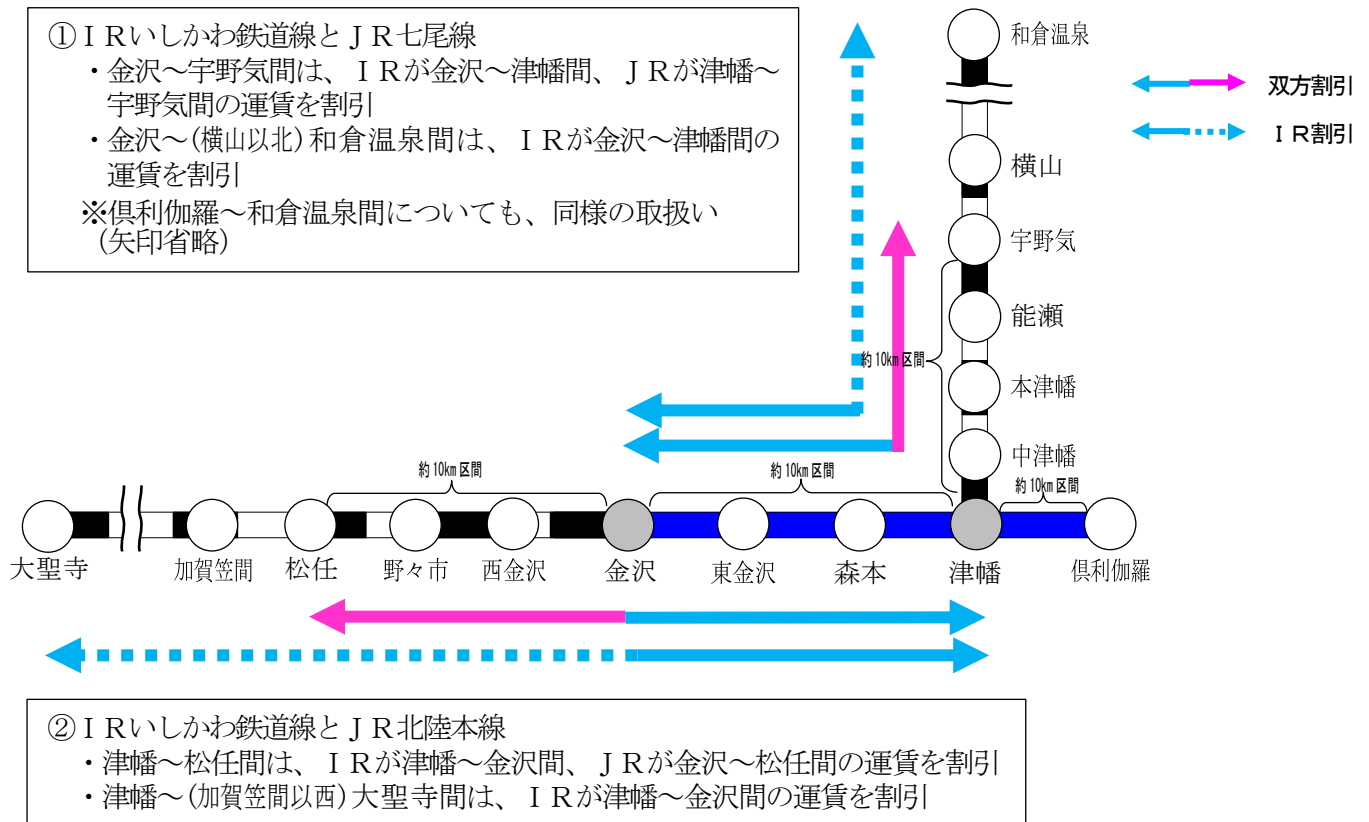 ①ＩＲいしかわ鉄道線とＪＲ七尾線
・金沢～宇野気間は、ＩＲが金沢～津幡間、ＪＲが津幡～
宇野気間の運賃を割引
・金沢～(横山以北)和倉温泉間は、ＩＲが金沢～津幡間の
運賃を割引
※倶利伽羅～和倉温泉間についても、同様の取扱い
(矢印省略)
和倉温泉
双方割引
ＩＲ割引
横山
宇野気
能瀬
約10km区間
本津幡
中津幡
約10km区間
約10km区間
約10km区間
大聖寺
加賀笠間
松任
野々市
西金沢
金沢
東金沢
森本
津幡
倶利伽羅
②ＩＲいしかわ鉄道線とＪＲ北陸本線
・津幡～松任間は、ＩＲが津幡～金沢間、ＪＲが金沢～松任間の運賃を割引
・津幡～(加賀笠間以西)大聖寺間は、ＩＲが津幡～金沢間の運賃を割引